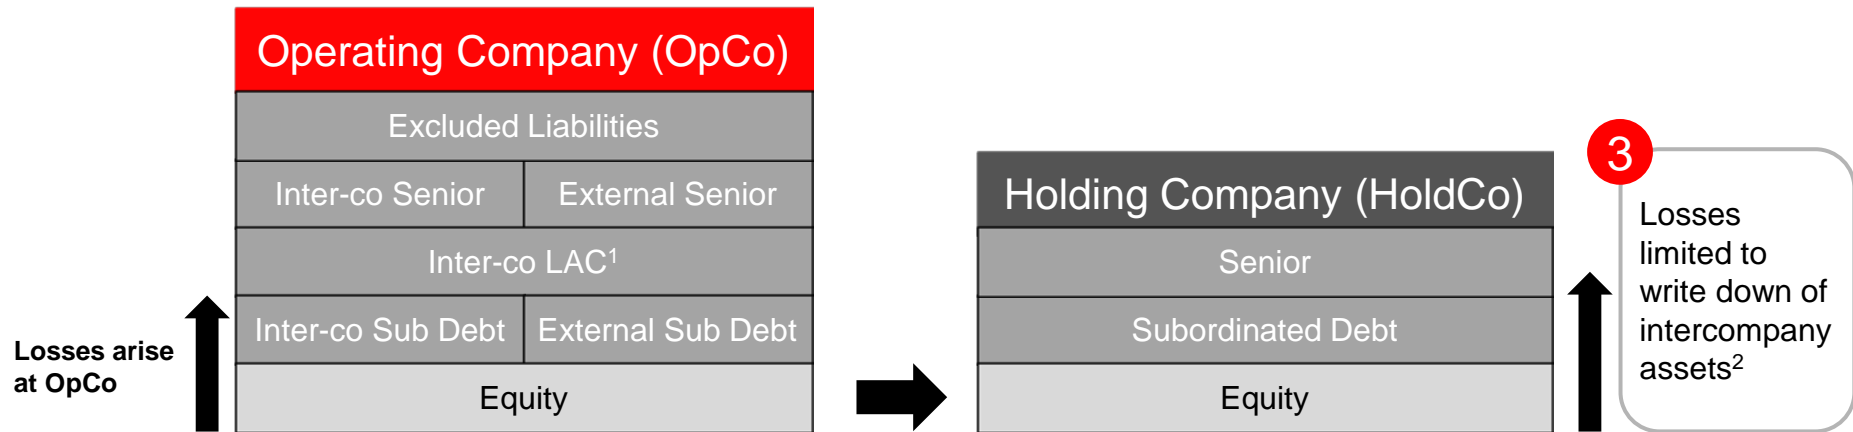 Operating Company (OpCo)
Excluded Liabilities
Inter-co Senior
External Senior
Inter-co LAC¹
Inter-co Sub Debt
External Sub Debt
Equity
Losses arise
at OpCo
Holding Company (HoldCo)
Senior
Subordinated Debt
Equity
3
Losses
limited to
write down of
intercompany
assets²